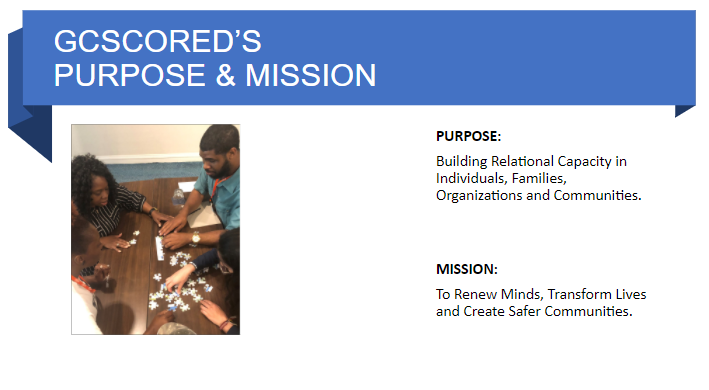 GCSCORED’S
PURPOSE & MISSION
PURPOSE:
Building Relational Capacity in
Individuals, Families,
Organizations and Communities.
MISSION:
To Renew Minds, Transform Lives
and Create Safer Communities.